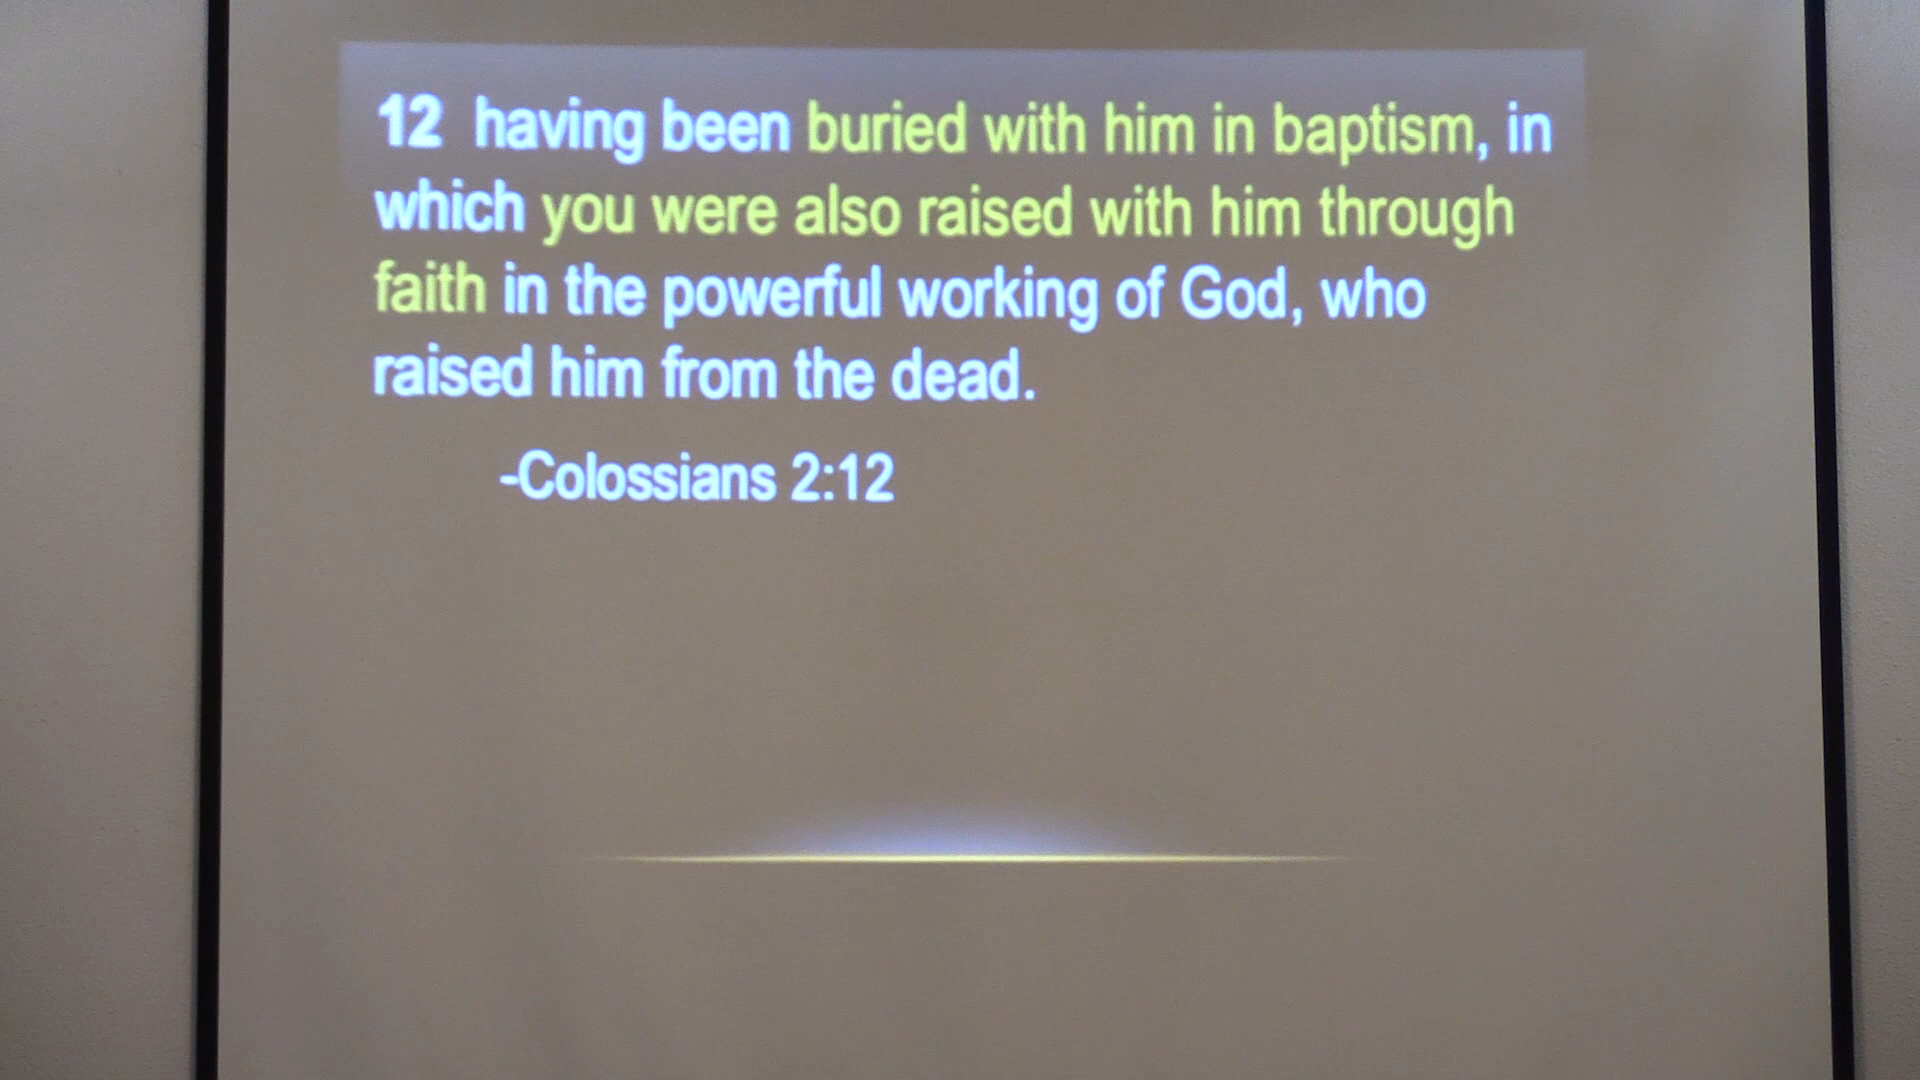 12 having been buried with him in baptism, in
which you were also raised with him through
faith in the powerful working of God, who
raised him from the dead.
-Colossians 2:12